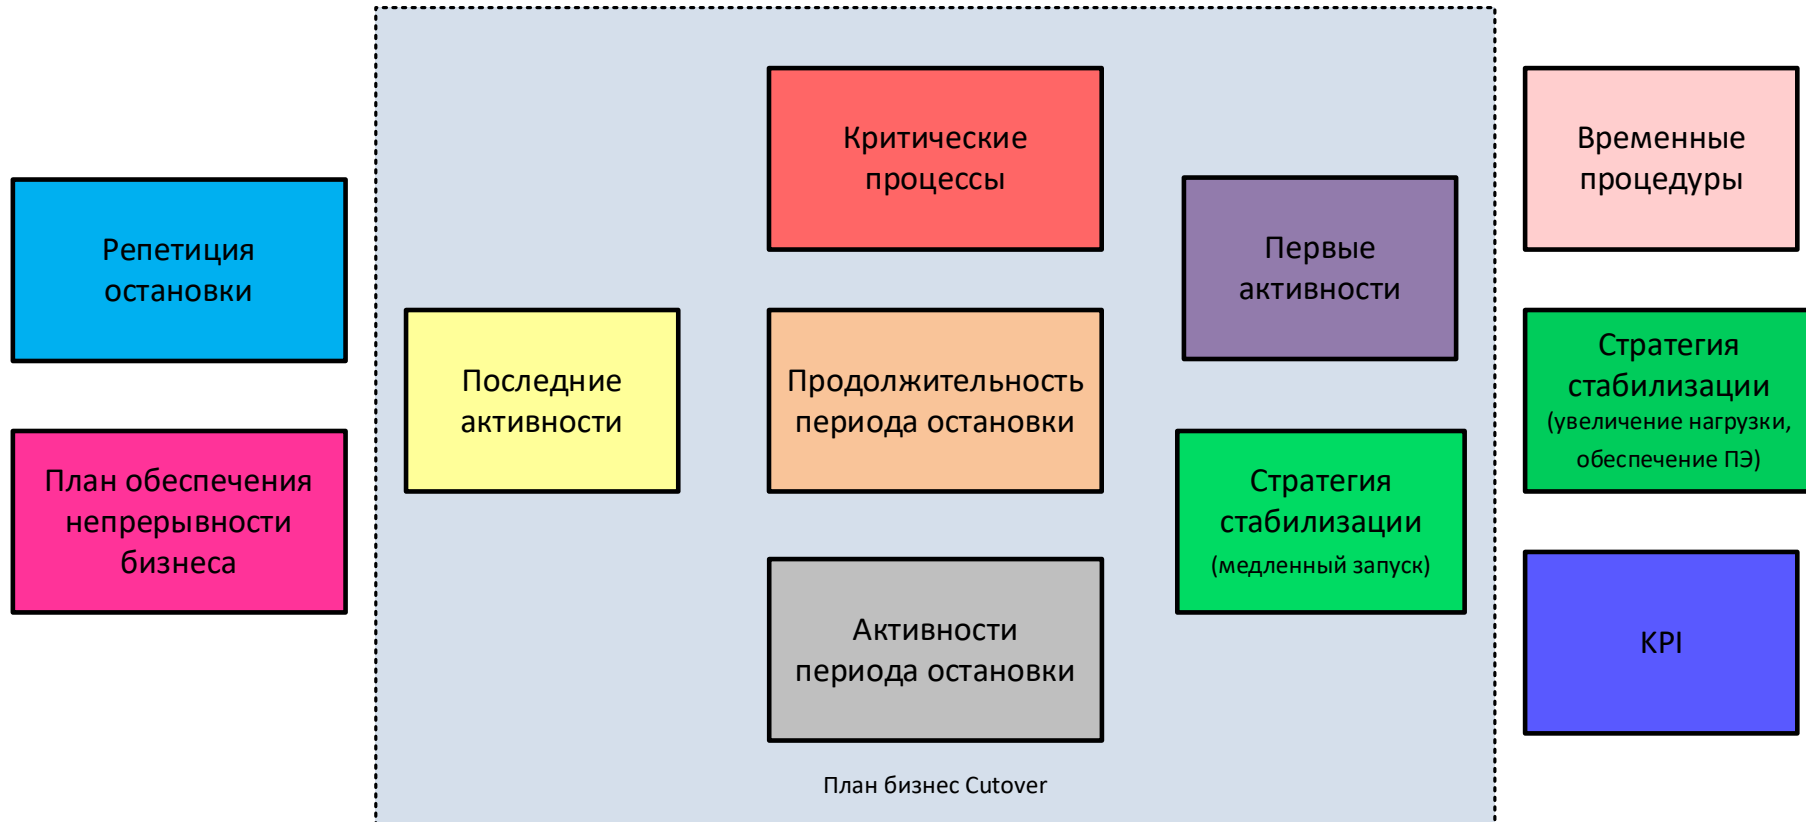 Репетиция
остановки
План обеспечения
непрерывности
бизнеса
Последние
активности
Критические
процессы
Продолжительность
периода остановки
Активности
периода остановки
Первые
активности
Стратегия
стабилизации
(медленный запуск)
План бизнес Cutover
Временные
процедуры
Стратегия
стабилизации
(увеличение нагрузки,
обеспечение ПЭ)
KPI